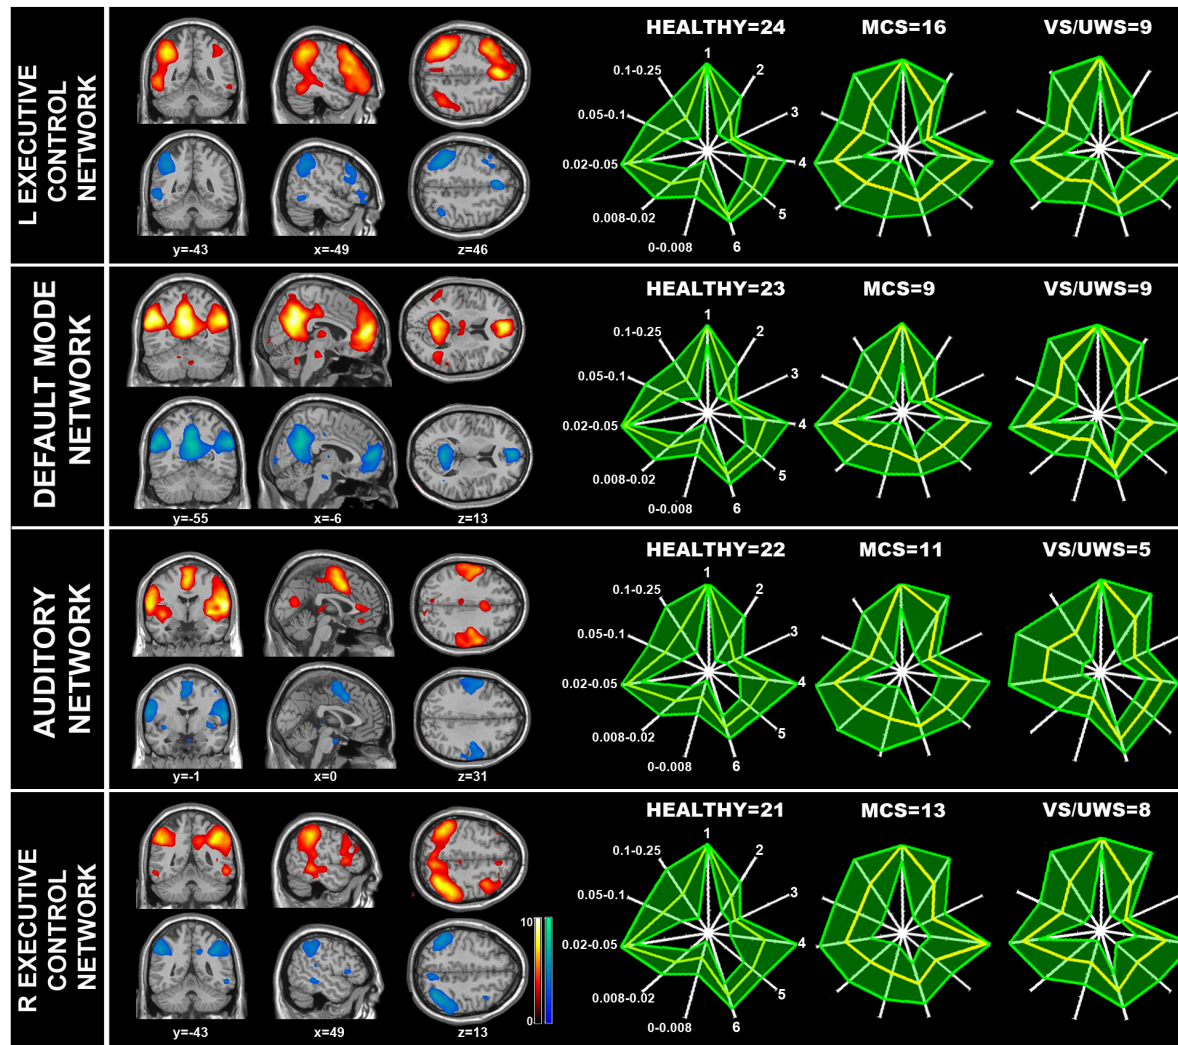 L EXECUTIVE
CONTROL
NETWORK
y=-43
x=-49
z=46
HEALTHY=24
1
2
3
4
5
6
0-0.008
0.008-0.02
0.02-0.05
0.05-0.1
0.1-0.25
MCS=16
VS/UWS=9
DEFAULT MODE
NETWORK
y=-55
x=-6
z=13
HEALTHY=23
1
2
3
4
5
6
0-0.008
0.008-0.02
0.02-0.05
0.05-0.1
0.1-0.25
MCS=9
VS/UWS=9
AUDITORY
NETWORK
y=-1
x=0
z=31
HEALTHY=22
1
2
3
4
5
6
0-0.008
0.008-0.02
0.02-0.05
0.05-0.1
0.1-0.25
MCS=11
VS/UWS=5
R EXECUTIVE
CONTROL
NETWORK
y=-43
x=49
z=13
10
0
HEALTHY=21
1
2
3
4
5
6
0-0.008
0.008-0.02
0.02-0.05
0.05-0.1
0.1-0.25
MCS=13
VS/UWS=8